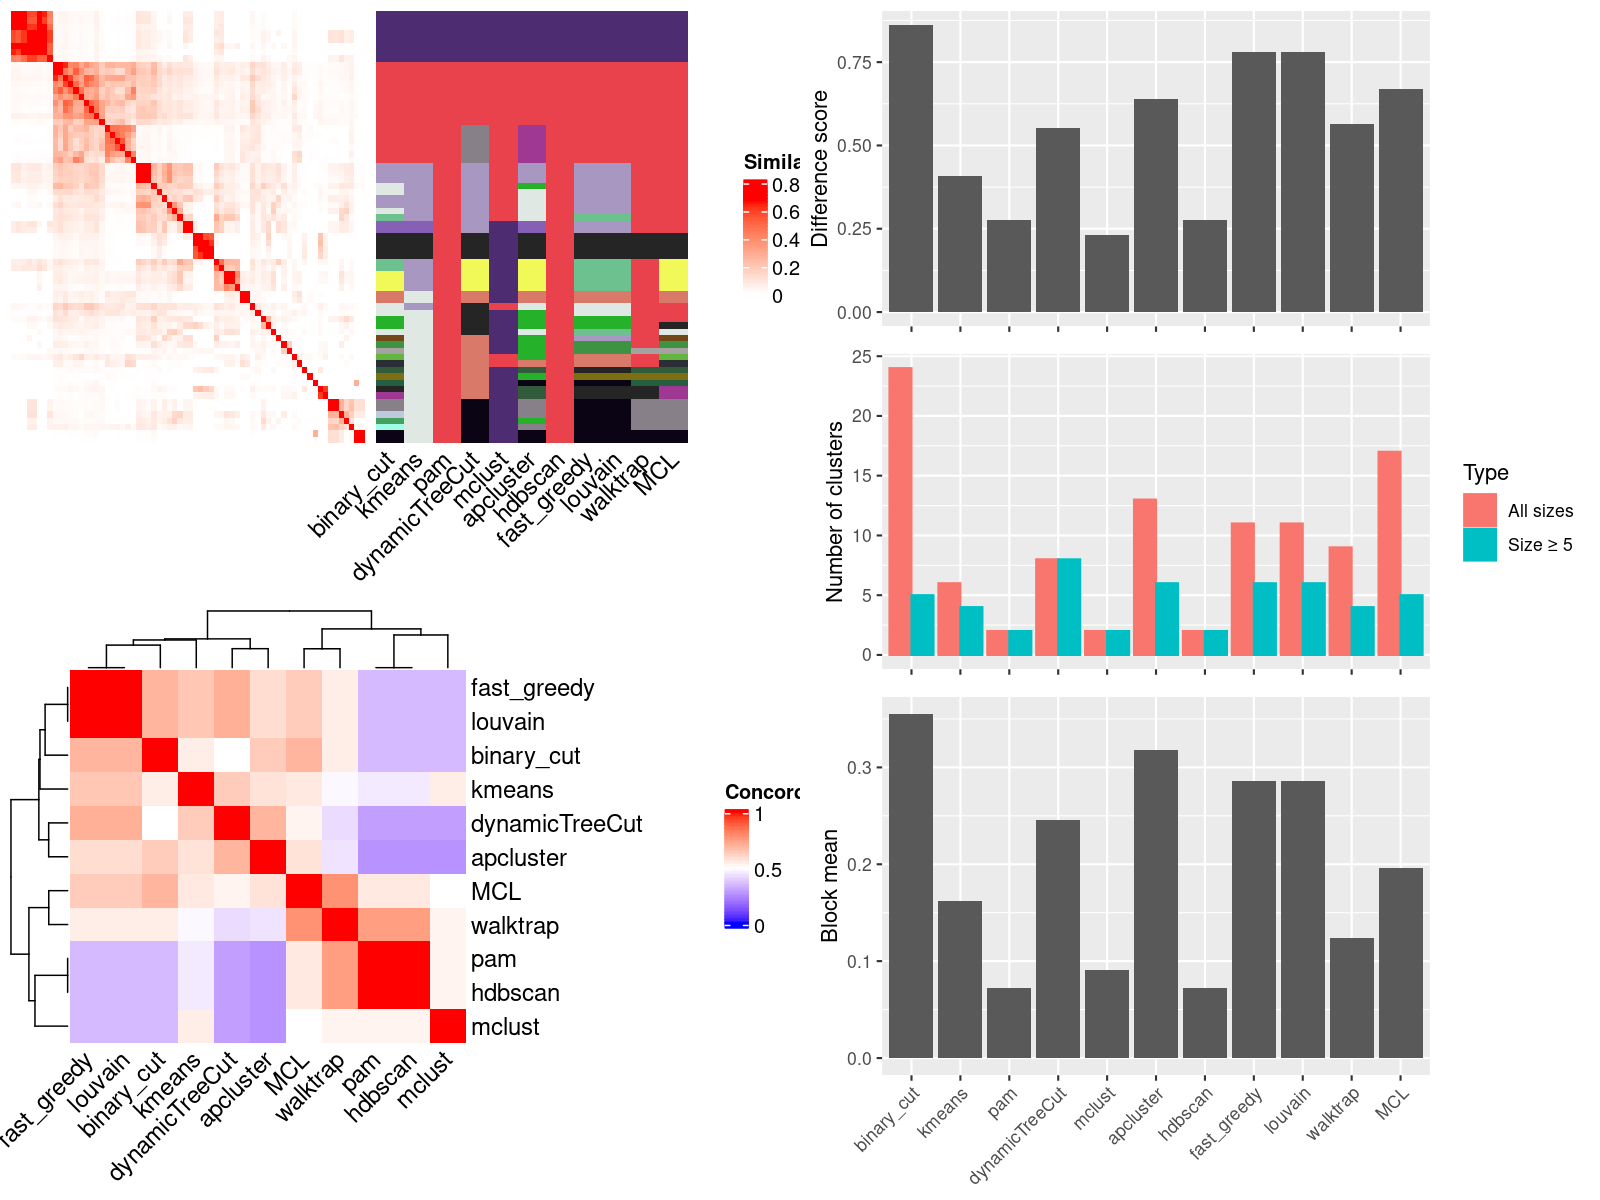 Simila
0.8
0.6
0.4
0.2
0
binary_cut
kmeans
pam
dynamicTreeCut
mclust
apcluster
hdbscan
fast_greedy
louvain
walktrap
MCL
fast_greedy
louvain
binary_cut
kmeans
dynamicTreeCut
apcluster
MCL
walktrap
pam
hdbscan
mclust
fast_greedy
louvain
binary_cut
kmeans
dynamicTreeCut
apcluster
MCL
walktrap
pam
hdbscan
mclust
Concord
1
0.5
0
Difference score
0.75
0.50
0.25
0.00
Number of clusters
25
20
15
10
5
0
Type
All sizes
Size ≥ 5
Block mean
0.3
0.2
0.1
0.0
binary_cut
kmeans
pam
dynamicTreeCut
mclust
apcluster
hdbscan
fast_greedy
louvain
walktrap
MCL